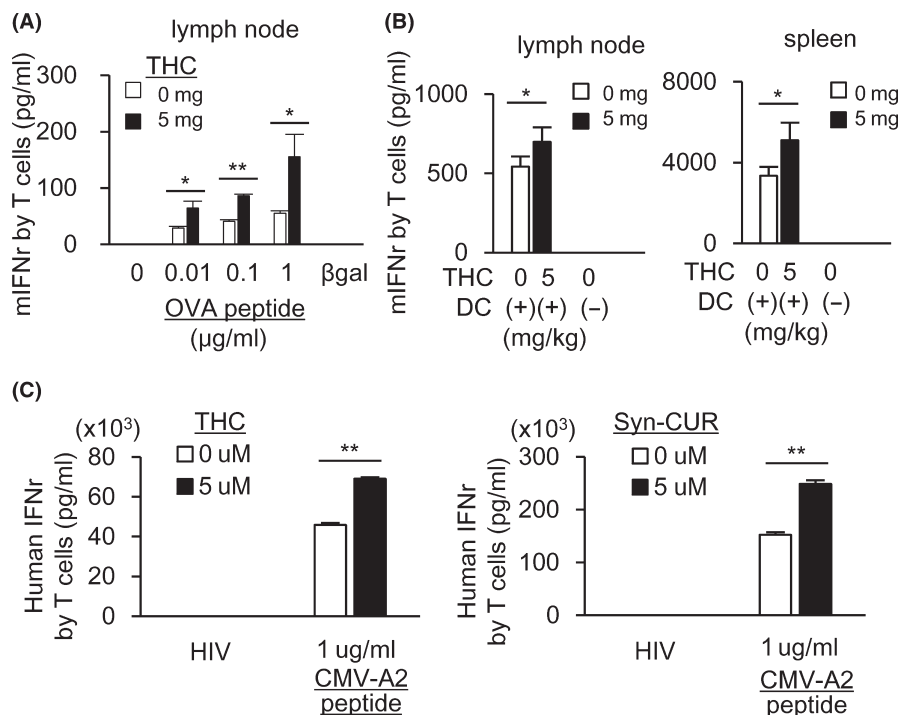 (A)
lymph node
mIFNr by T cells (pg/ml)
THC
0 mg
5 mg
300
200
100
0
*
**
*
0 0.01 0.1 1 βgal
OVA peptide
(μg/ml)
(B)
lymph node
mIFNr by T cells (pg/ml)
1000
500
0
*
0 mg
5 mg
THC 0 5 0
DC (+)(+) (–)
(mg/kg)
spleen
8000
4000
0
*
0 mg
5 mg
THC 0 5 0
DC (+)(+) (–)
(mg/kg)
(C)
Human IFNr
by T cells (pg/ml)
(x10³)
THC
0 uM
5 uM
80
60
40
20
0
**
HIV 1 ug/ml
CMV-A2
peptide
Human IFNr
by T cells (pg/ml)
(x10³)
Syn-CUR
0 uM
5 uM
300
200
100
0
**
HIV 1 ug/ml
CMV-A2
peptide